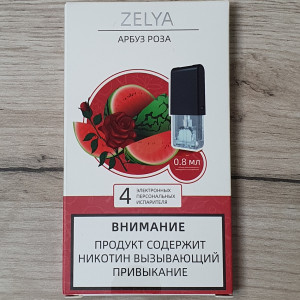 ZELYA
АРБУЗ РОЗА
0.8 мл
4 ЭЛЕКТРОННЫХ
ПЕРСОНАЛЬНЫХ
ИСПАРИТЕЛЯ
ВНИМАНИЕ
ПРОДУКТ СОДЕРЖИТ
НИКОТИН ВЫЗЫВАЮЩИЙ
ПРИВЫКАНИЕ